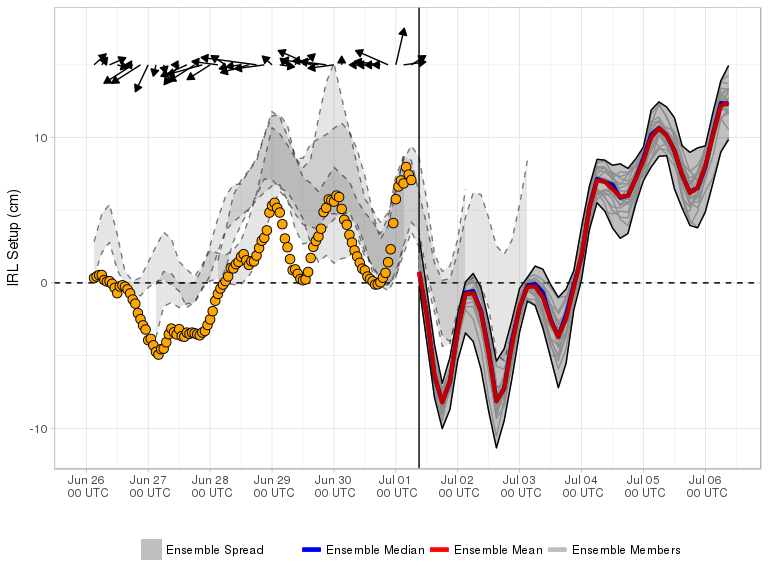 10
0
-10
IRL Setup (cm)
Jun 26 Jun 27 Jun 28 Jun 29 Jun 30 Jul 01 Jul 02 Jul 03 Jul 04 Jul 05 Jul 06
00 UTC 00 UTC 00 UTC 00 UTC 00 UTC 00 UTC 00 UTC 00 UTC 00 UTC 00 UTC 00 UTC
Ensemble Spread Ensemble Median Ensemble Mean Ensemble Members